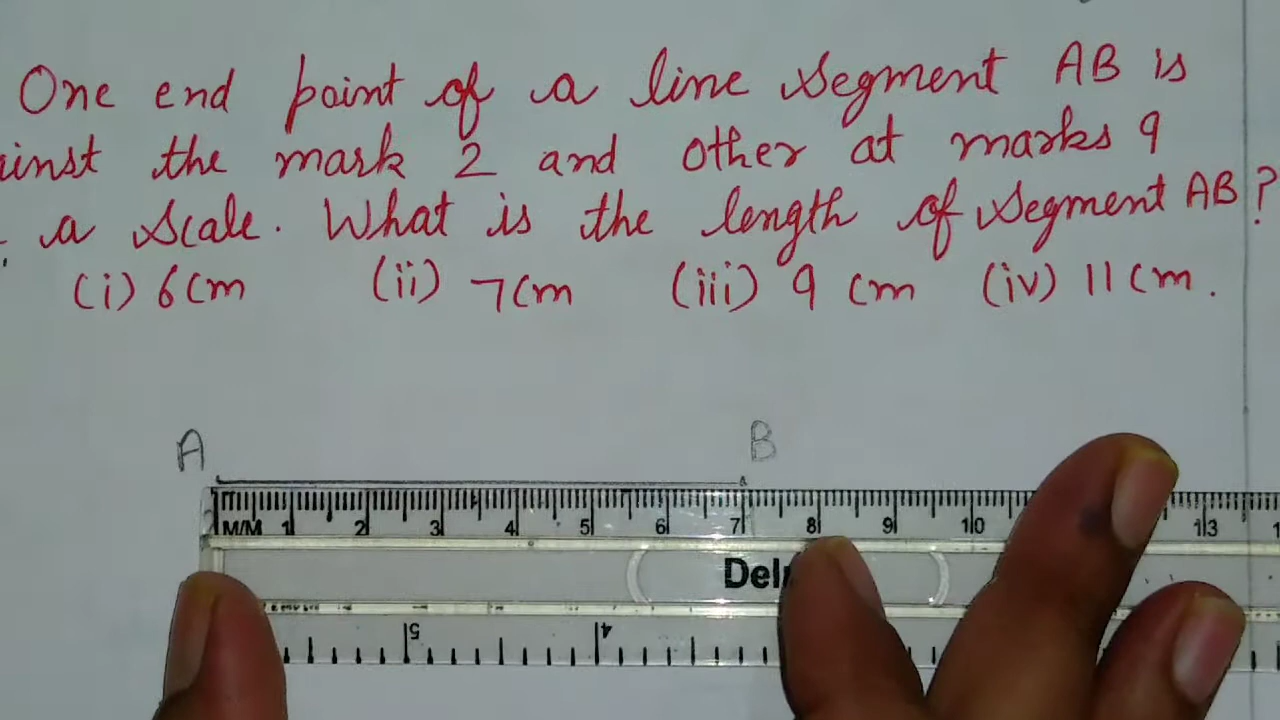 One end point of a line segment AB is
the mark 2 and other at marks 9
a scale. What is the length of segment AB?
(i) 6cm (ii) 7cm (iii) 9 cm (iv) 11cm.
A B
M/M 1 2 3 4 5 6 7 8 9 10 13
5 4